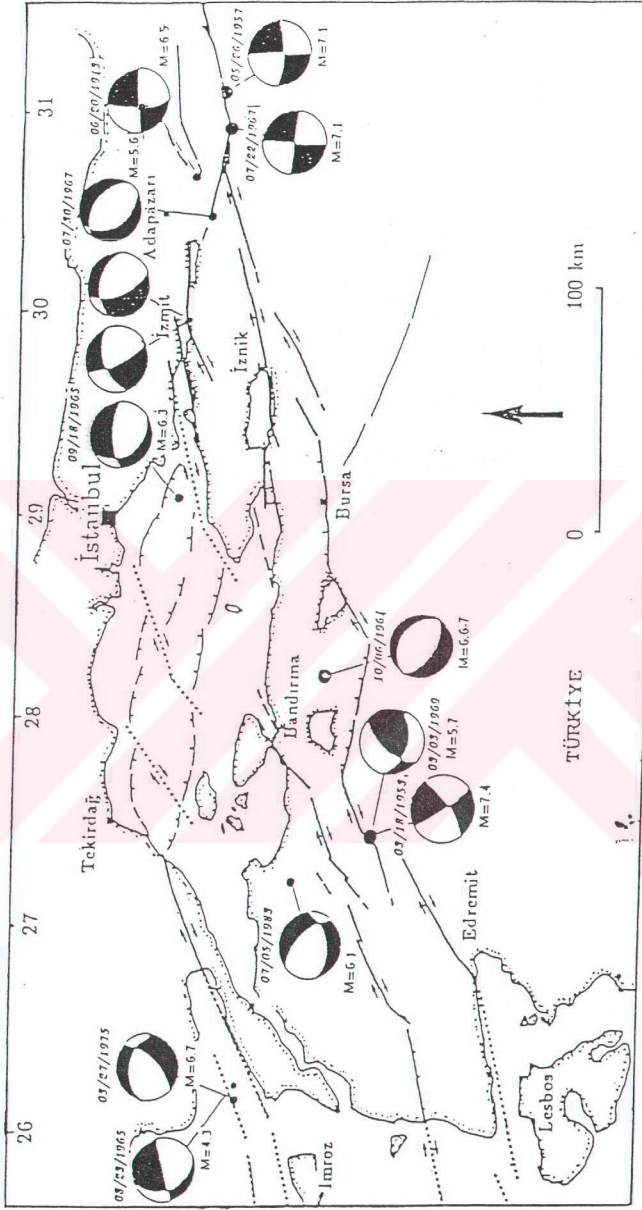 26
27
28
29
30
31
08/23/1965
M=4.3
03/27/1975
M=6.7
Tekirdağ
İstanbul
09/18/1963
M=6.3
İzmit
07/30/1967
M=5.6
Adapazarı
06/20/1943
M=6.5
05/26/1957
M=7.1
07/22/1967
M=7.1
İznik
Bursa
Bandırma
10/06/1964
M=6.6-7
03/03/1969
M=5.7
03/18/1953
M=7.4
07/05/1983
M=6.1
Edremit
İmroz
Lesbos
TÜRKİYE
0
100 km